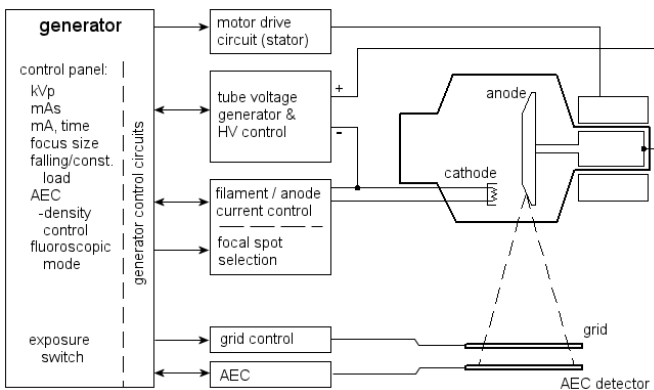 generator
control panel:
kVp
mAs
mA, time
focus size
falling/const.
load
AEC
-density
control
fluoroscopic
mode
exposure
switch
generator control circuits
motor drive
circuit (stator)
tube voltage
generator &
HV control
+
-
filament / anode
current control
focal spot
selection
grid control
AEC
anode
cathode
grid
AEC detector